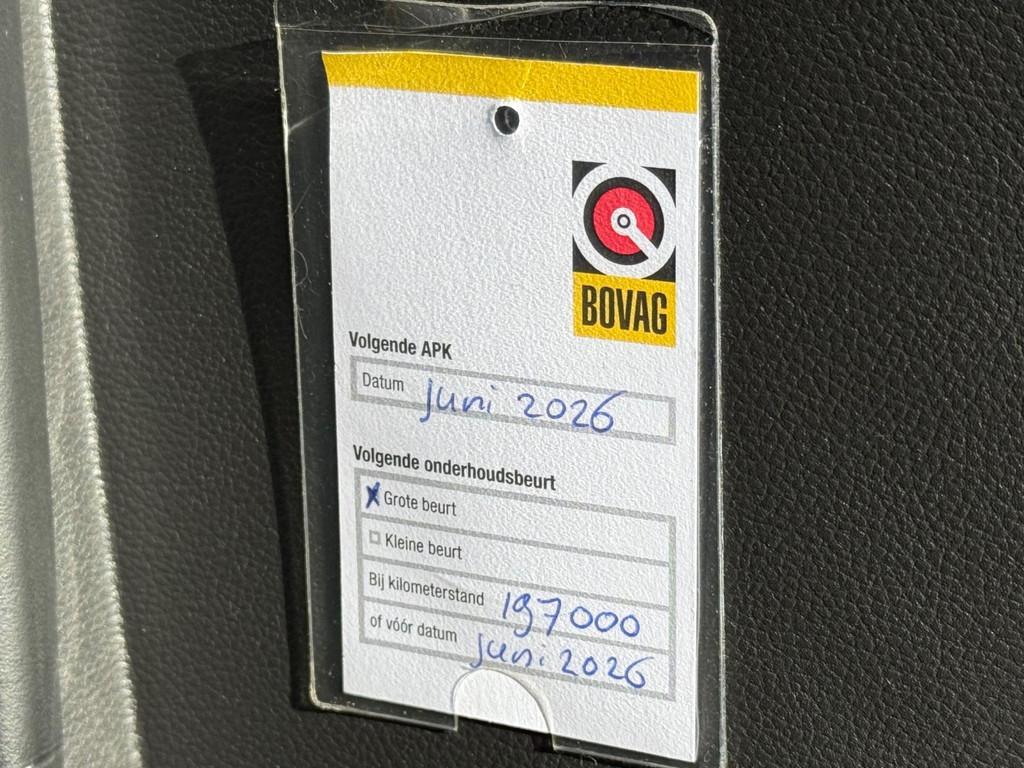 BOVAG
Volgende APK
Datum juni 2026
Volgende onderhoudsbeurt
Grote beurt
Kleine beurt
Bij kilometerstand 197000
of vóór datum juni 2026